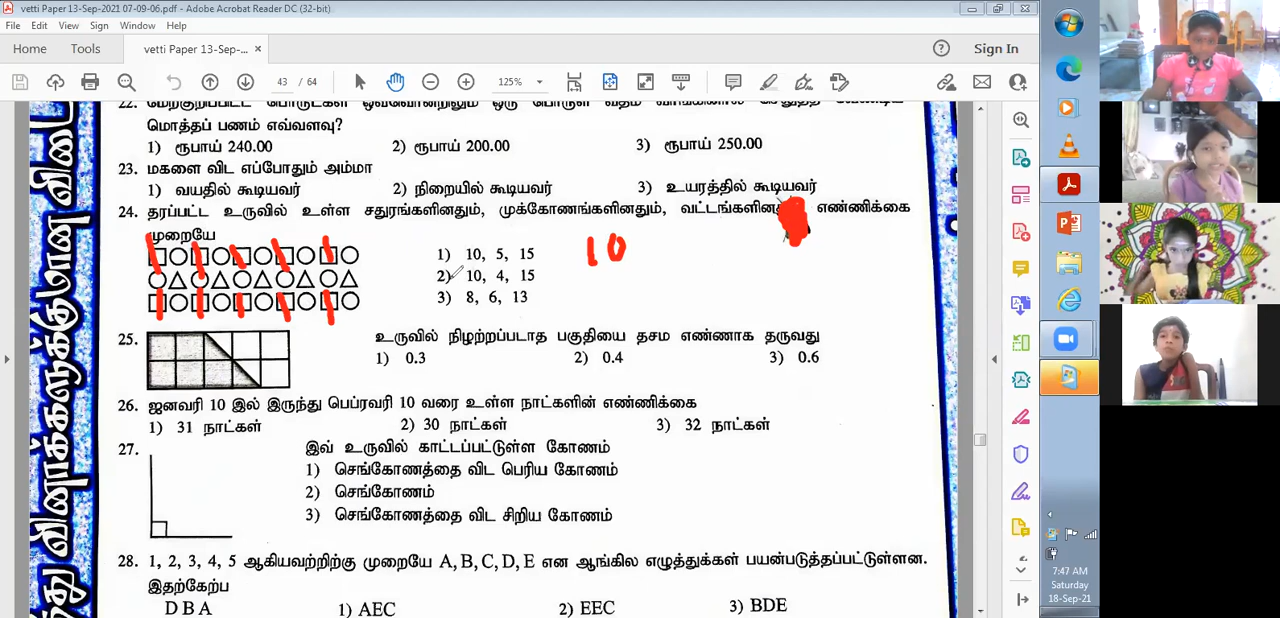 vetti Paper 13-Sep-2021 07-09-06.pdf - Adobe Acrobat Reader DC (32-bit)
File Edit View Sign Window Help
Home Tools vetti Paper 13-Sep-... × Sign In
43 / 64 125%
22. மேற்குறிப்பிட்ட பொருட்கள் ஒவ்வொன்றிலும் ஒரு பொருள் வீதம்
மொத்தப் பணம் எவ்வளவு?
1) ரூபாய் 240.00 2) ரூபாய் 200.00 3) ரூபாய் 250.00
23. மகளை விட எப்போதும் அம்மா
1) வயதில் கூடியவர் 2) நிறையில் கூடியவர் 3) உயரத்தில் கூடியவர்
24. தரப்பட்ட உருவில் உள்ள சதுரங்களினதும், முக்கோணங்களினதும், எண்ணிக்கை
முறையே
1) 10, 5, 15 10
2) 10, 4, 15
3) 8, 6, 13
25. உருவில் நிழற்றப்படாத பகுதியை தசம எண்ணாக தருவது
1) 0.3 2) 0.4 3) 0.6
26. ஜனவரி 10 இல் இருந்து பெப்ரவரி 10 வரை உள்ள நாட்களின் எண்ணிக்கை
1) 31 நாட்கள் 2) 30 நாட்கள் 3) 32 நாட்கள்
27. இவ் உருவில் காட்டப்பட்டுள்ள கோணம்
1) செங்கோணத்தை விட பெரிய கோணம்
2) செங்கோணம்
3) செங்கோணத்தை விட சிறிய கோணம்
28. 1, 2, 3, 4, 5 ஆகியவற்றிற்கு முறையே A, B, C, D, E என ஆங்கில எழுத்துக்கள் பயன்படுத்தப்பட்டுள்ளன.
இதற்கேற்ப
D B A 1) AEC 2) EEC 3) BDE
7:47 AM
Saturday
18-Sep-21